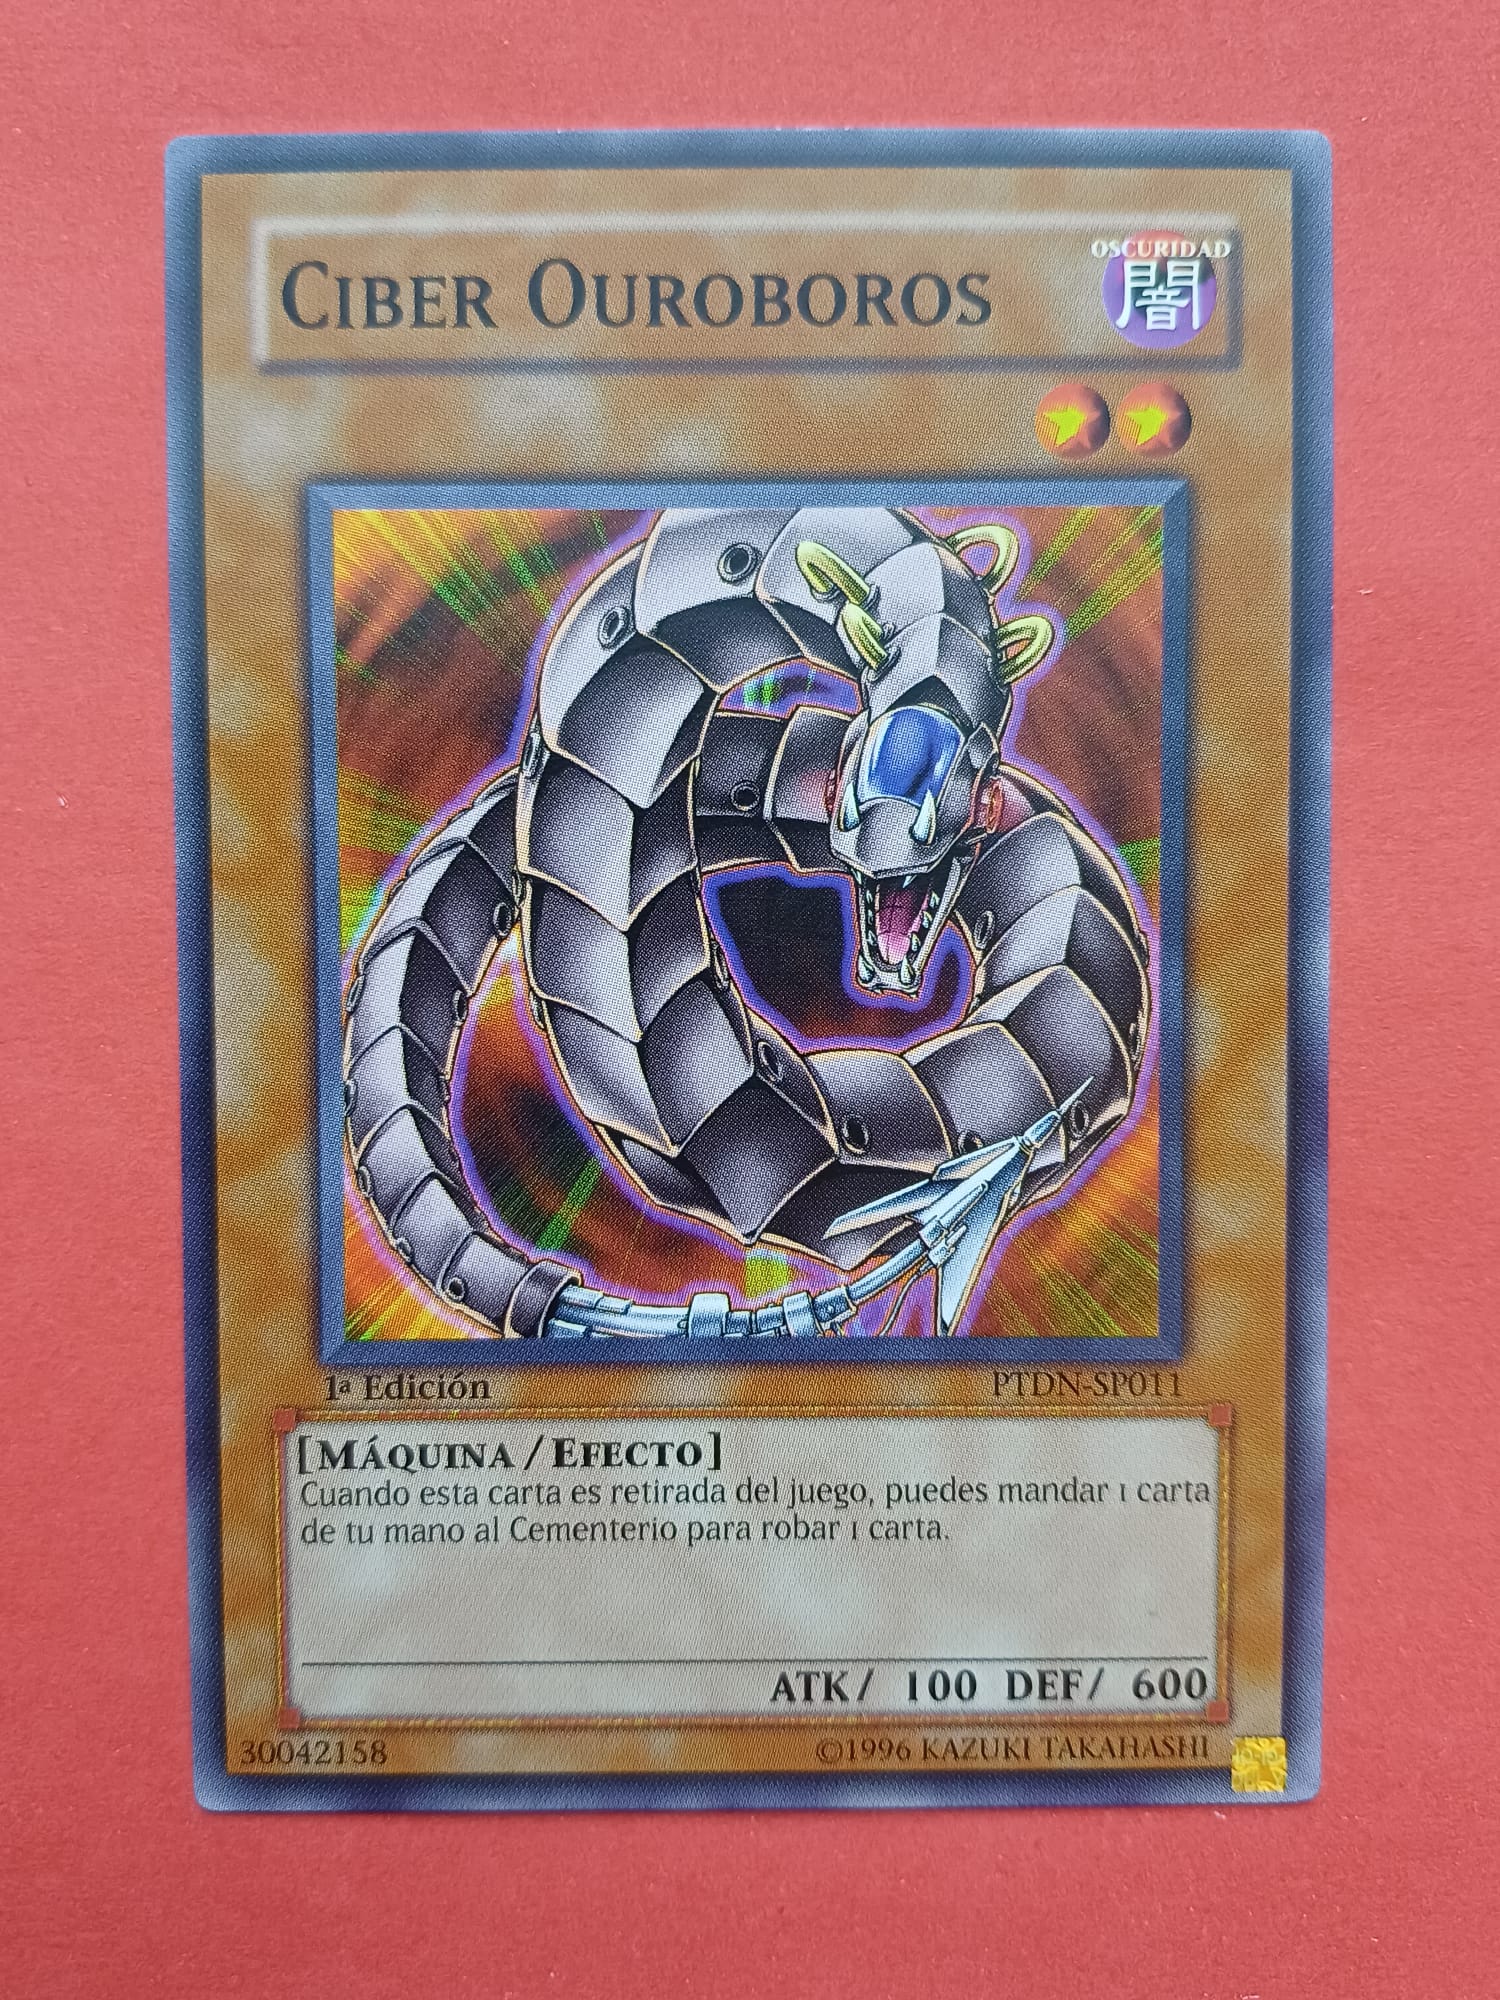 CIBER OUROBOROS
OSCURIDAD
闇
1ª Edición
PTDN-SP011
[MÁQUINA/EFECTO]
Cuando esta carta es retirada del juego, puedes mandar 1 carta
de tu mano al Cementerio para robar 1 carta.
ATK/ 100 DEF/ 600
30042158
©1996 KAZUKI TAKAHASHI